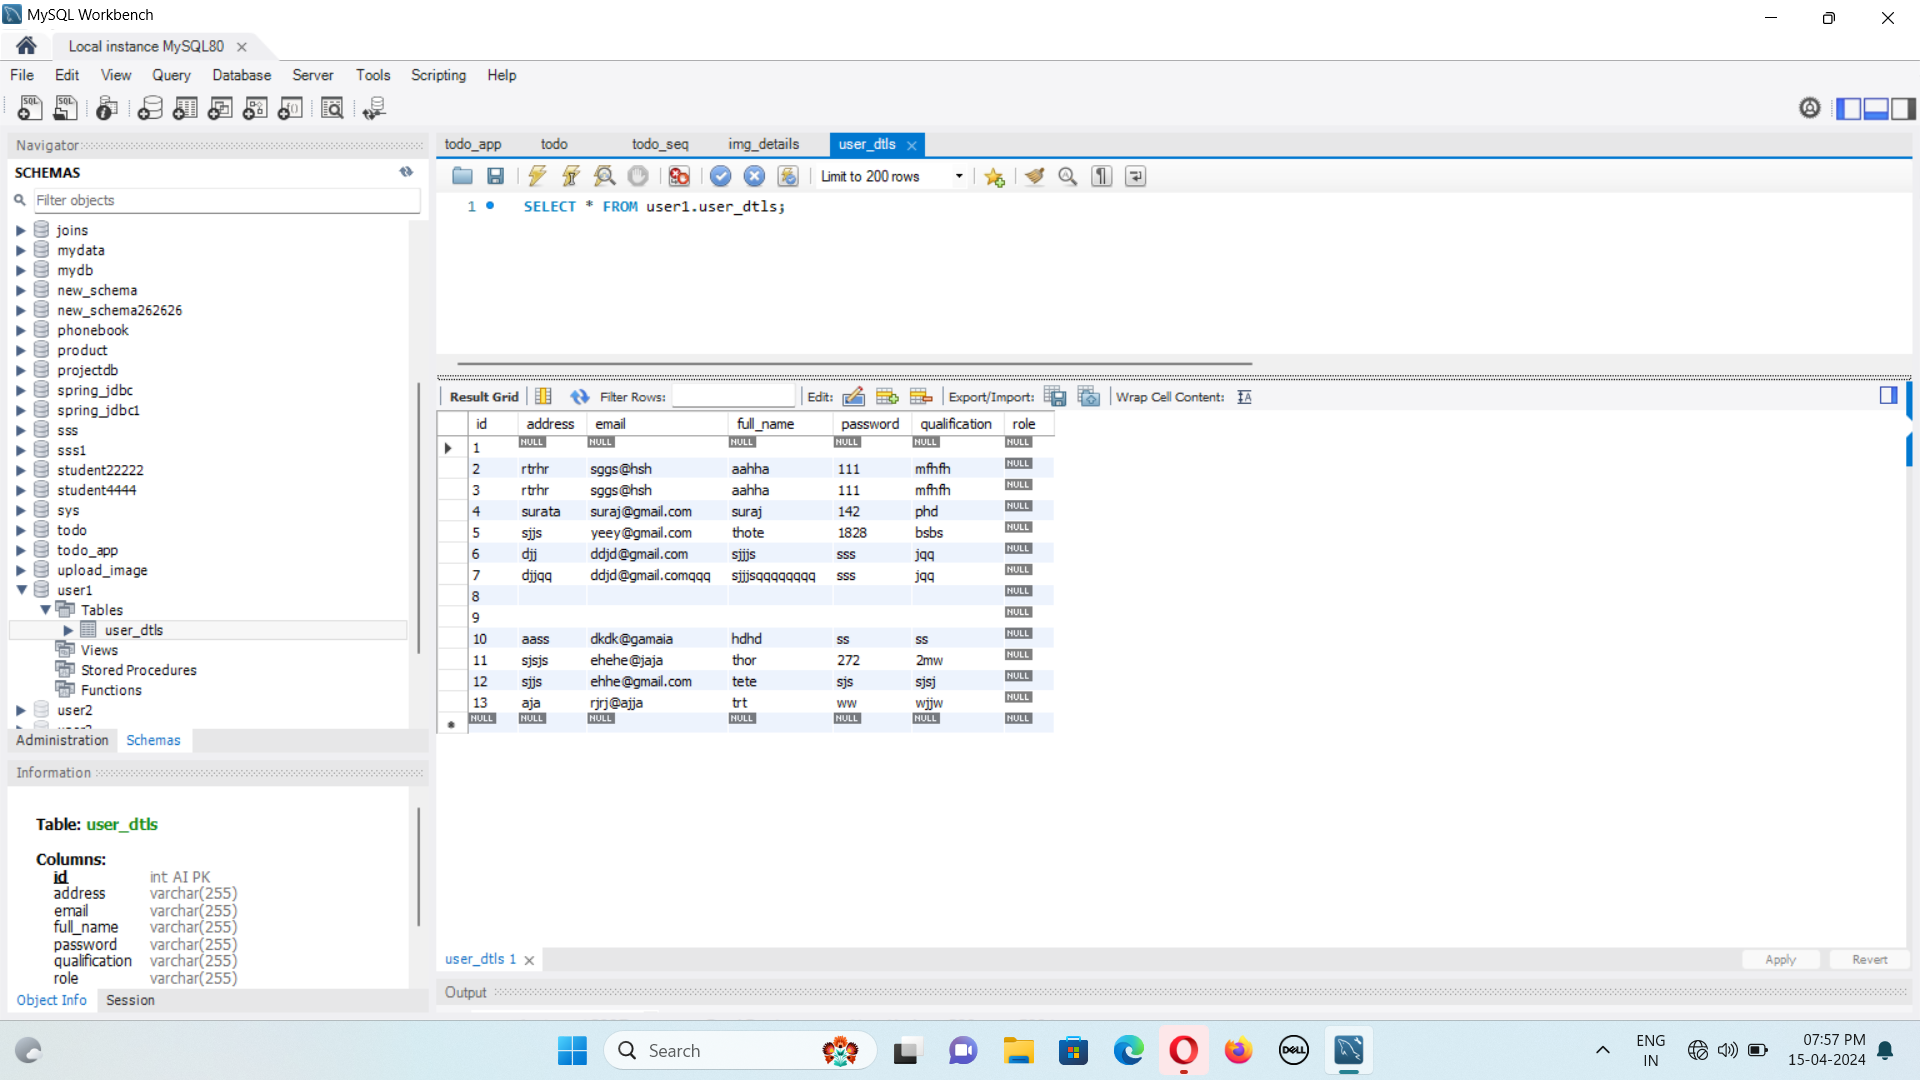 MySQL Workbench
Local instance MySQL80
File Edit View Query Database Server Tools Scripting Help
Navigator
SCHEMAS
Filter objects
joins
mydata
mydb
new_schema
new_schema262626
phonebook
product
projectdb
spring_jdbc
spring_jdbc1
sss
sss1
student22222
student4444
sys
todo
todo_app
upload_image
user1
Tables
user_dtls
Views
Stored Procedures
Functions
user2
Administration Schemas
Information
Table: user_dtls
Columns:
id int AI PK
address varchar(255)
email varchar(255)
full_name varchar(255)
password varchar(255)
qualification varchar(255)
role varchar(255)
Object Info Session
todo_app todo todo_seq img_details user_dtls
Limit to 200 rows
1 SELECT * FROM user1.user_dtls;
Result Grid Filter Rows: Edit: Export/Import: Wrap Cell Content:
id address email full_name password qualification role
1 NULL NULL NULL NULL NULL NULL
2 rtrhr sggs@hsh aahha 111 mfhfh NULL
3 rtrhr sggs@hsh aahha 111 mfhfh NULL
4 surata suraj@gmail.com suraj 142 phd NULL
5 sjjs yeey@gmail.com thote 1828 bsbs NULL
6 djj ddjd@gmail.com sjjjs sss jqq NULL
7 djjqq ddjd@gmail.comqqq sjjjsqqqqqqqq sss jqq NULL
8 NULL
9 NULL
10 aass dkdk@gamaia hdhd ss ss NULL
11 sjsjs ehehe@jaja thor 272 2mw NULL
12 sjjs ehhe@gmail.com tete sjs sjsj NULL
13 aja rjrj@ajja trt ww wjjw NULL
NULL NULL NULL NULL NULL NULL NULL
user_dtls 1 Apply Revert
Output
Search
DELL
ENG
IN
07:57 PM
15-04-2024